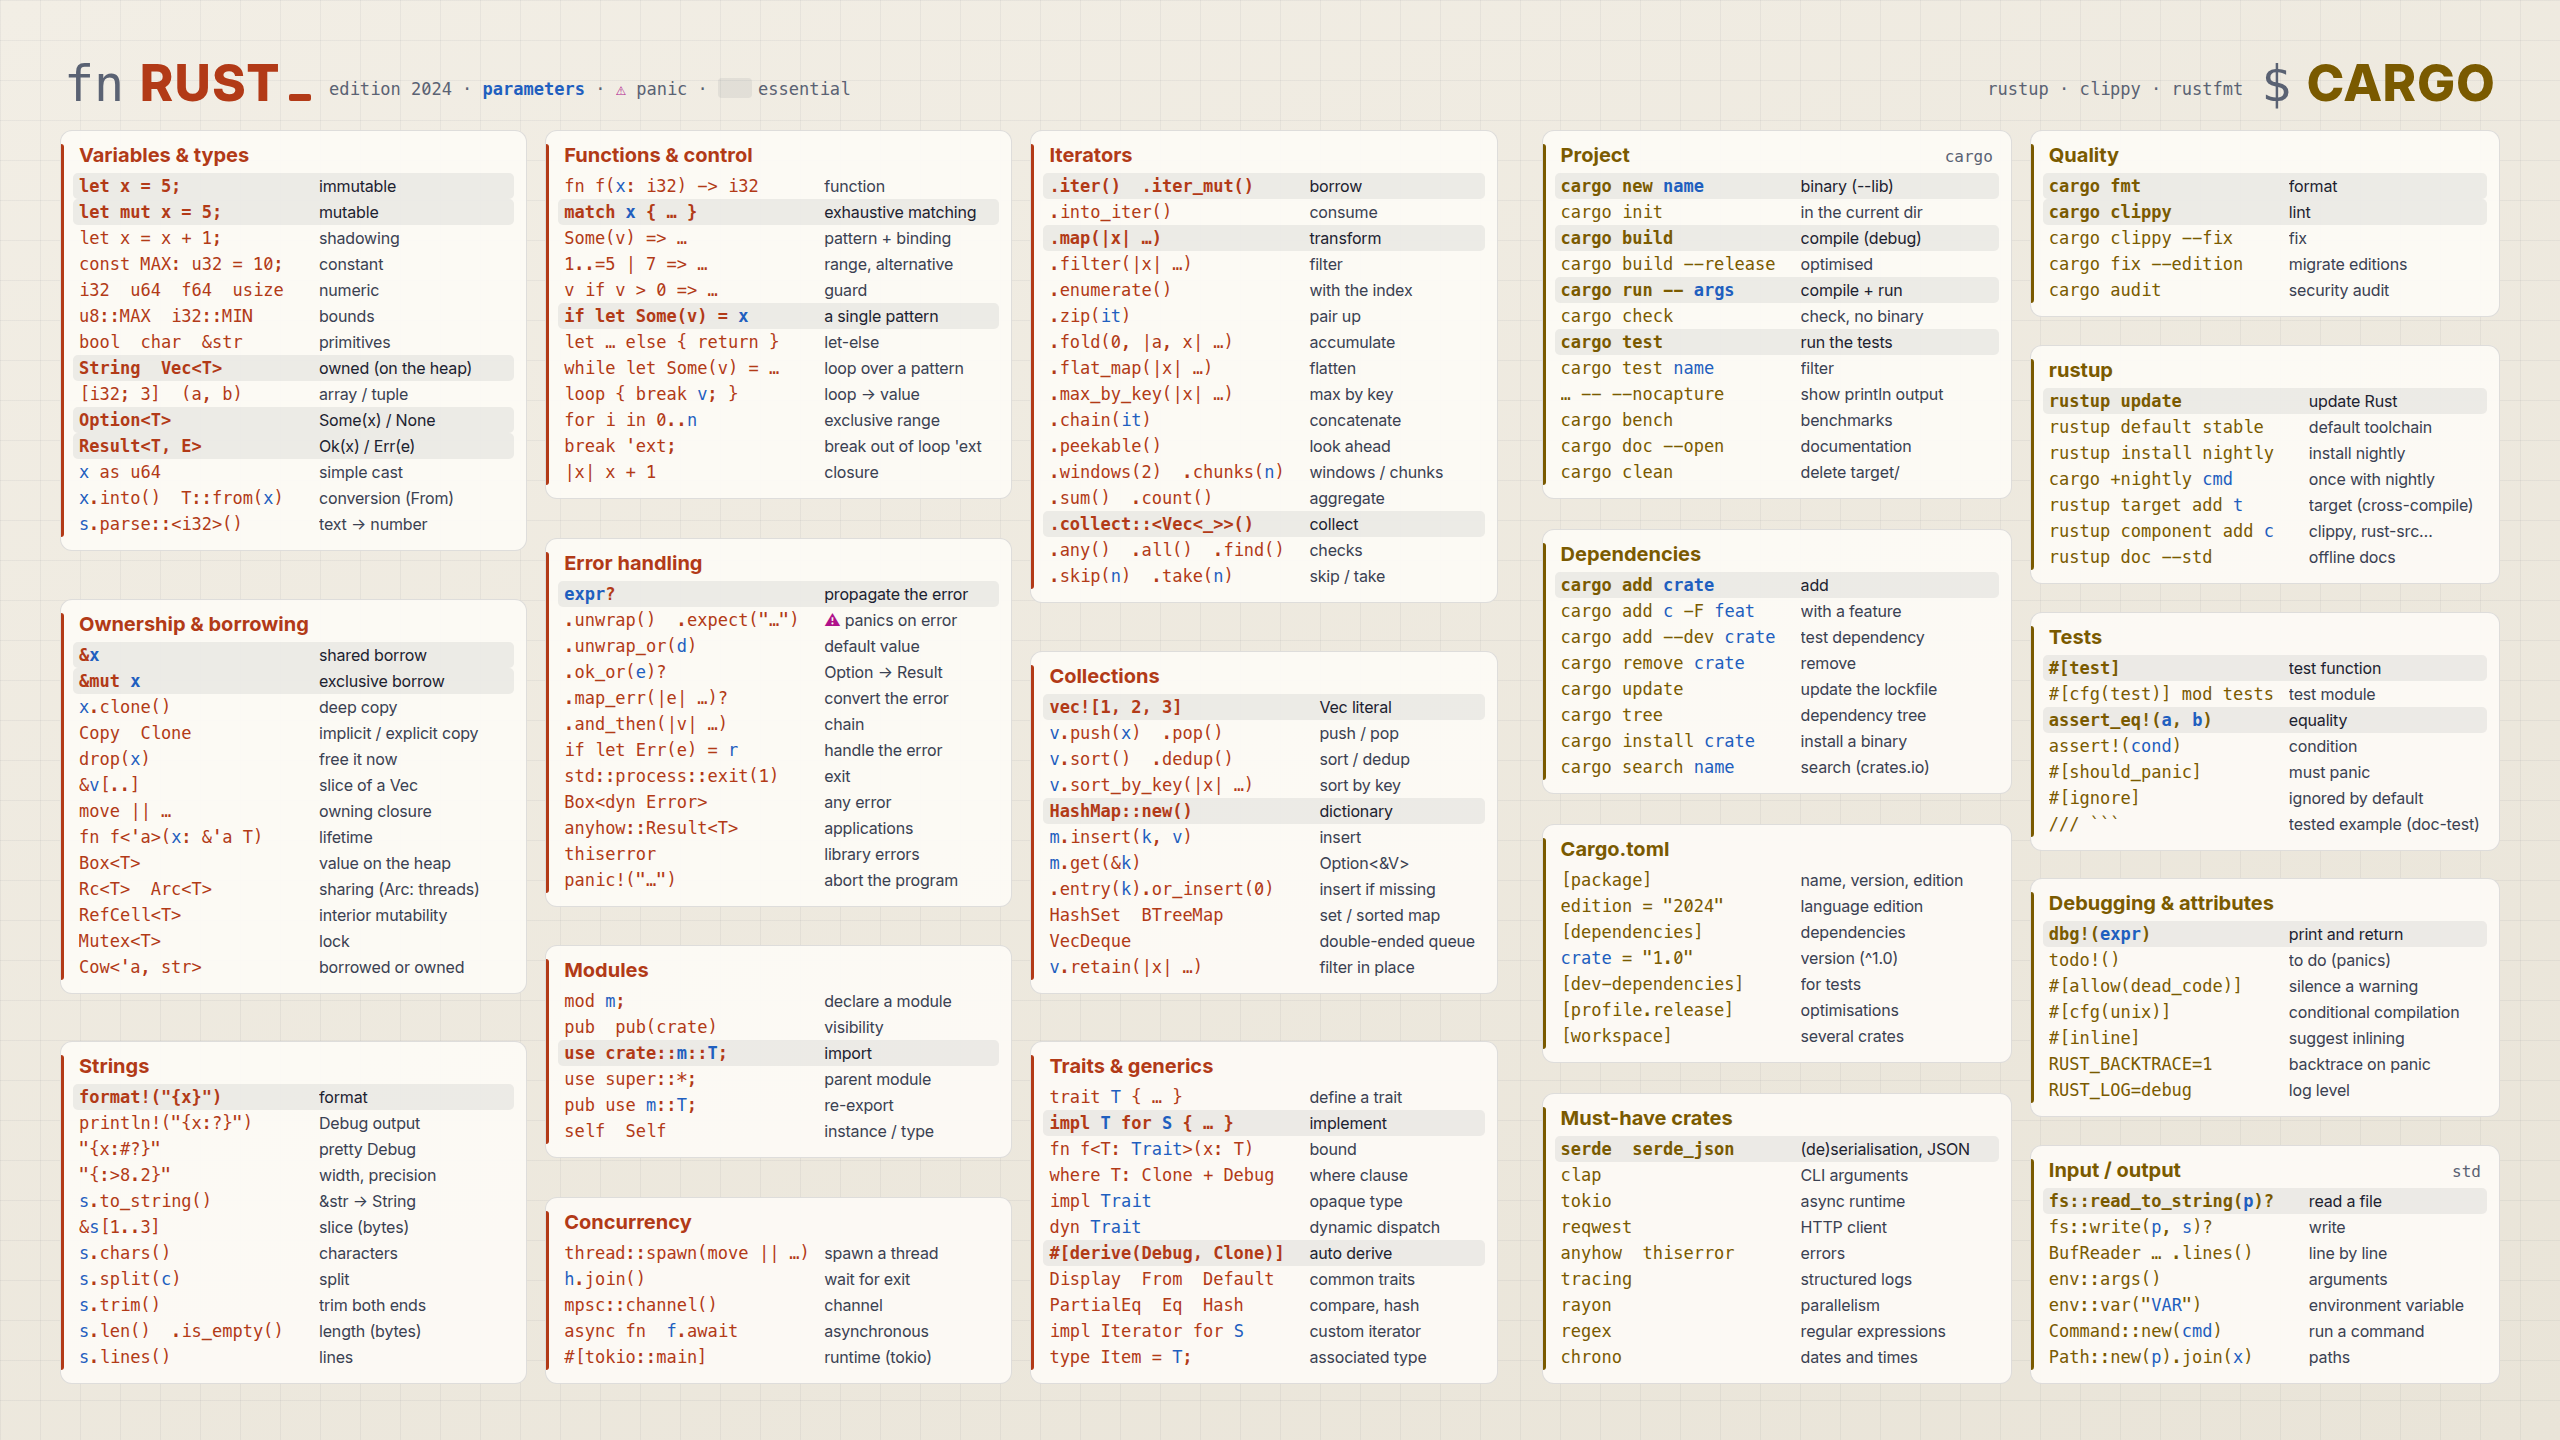 fn RUST_ edition 2024 · parameters · ⚠ panic · essential
rustup · clippy · rustfmt $ CARGO
Variables & types
let x = 5; immutable
let mut x = 5; mutable
let x = x + 1; shadowing
const MAX: u32 = 10; constant
i32 u64 f64 usize numeric
u8::MAX i32::MIN bounds
bool char &str primitives
String Vec<T> owned (on the heap)
[i32; 3] (a, b) array / tuple
Option<T> Some(x) / None
Result<T, E> Ok(x) / Err(e)
x as u64 simple cast
x.into() T::from(x) conversion (From)
s.parse::<i32>() text → number
Ownership & borrowing
&x shared borrow
&mut x exclusive borrow
x.clone() deep copy
Copy Clone implicit / explicit copy
drop(x) free it now
&v[..] slice of a Vec
move || … owning closure
fn f<'a>(x: &'a T) lifetime
Box<T> value on the heap
Rc<T> Arc<T> sharing (Arc: threads)
RefCell<T> interior mutability
Mutex<T> lock
Cow<'a, str> borrowed or owned
Strings
format!("{x}") format
println!("{x:?}") Debug output
"{x:#?}" pretty Debug
"{:>8.2}" width, precision
s.to_string() &str → String
&s[1..3] slice (bytes)
s.chars() characters
s.split(c) split
s.trim() trim both ends
s.len() .is_empty() length (bytes)
s.lines() lines
Functions & control
fn f(x: i32) -> i32 function
match x { … } exhaustive matching
Some(v) => … pattern + binding
1..=5 | 7 => … range, alternative
v if v > 0 => … guard
if let Some(v) = x a single pattern
let … else { return } let-else
while let Some(v) = … loop over a pattern
loop { break v; } loop → value
for i in 0..n exclusive range
break 'ext; break out of loop 'ext
|x| x + 1 closure
Error handling
expr? propagate the error
.unwrap() .expect("…") ⚠ panics on error
.unwrap_or(d) default value
.ok_or(e)? Option → Result
.map_err(|e| …)? convert the error
.and_then(|v| …) chain
if let Err(e) = r handle the error
std::process::exit(1) exit
Box<dyn Error> any error
anyhow::Result<T> applications
thiserror library errors
panic!("…") abort the program
Modules
mod m; declare a module
pub pub(crate) visibility
use crate::m::T; import
use super::*; parent module
pub use m::T; re-export
self Self instance / type
Concurrency
thread::spawn(move || …) spawn a thread
h.join() wait for exit
mpsc::channel() channel
async fn f.await asynchronous
#[tokio::main] runtime (tokio)
Iterators
.iter() .iter_mut() borrow
.into_iter() consume
.map(|x| …) transform
.filter(|x| …) filter
.enumerate() with the index
.zip(it) pair up
.fold(0, |a, x| …) accumulate
.flat_map(|x| …) flatten
.max_by_key(|x| …) max by key
.chain(it) concatenate
.peekable() look ahead
.windows(2) .chunks(n) windows / chunks
.sum() .count() aggregate
.collect::<Vec<_>>() collect
.any() .all() .find() checks
.skip(n) .take(n) skip / take
Collections
vec![1, 2, 3] Vec literal
v.push(x) .pop() push / pop
v.sort() .dedup() sort / dedup
v.sort_by_key(|x| …) sort by key
HashMap::new() dictionary
m.insert(k, v) insert
m.get(&k) Option<&V>
.entry(k).or_insert(0) insert if missing
HashSet BTreeMap set / sorted map
VecDeque double-ended queue
v.retain(|x| …) filter in place
Traits & generics
trait T { … } define a trait
impl T for S { … } implement
fn f<T: Trait>(x: T) bound
where T: Clone + Debug where clause
impl Trait opaque type
dyn Trait dynamic dispatch
#[derive(Debug, Clone)] auto derive
Display From Default common traits
PartialEq Eq Hash compare, hash
impl Iterator for S custom iterator
type Item = T; associated type
Project cargo
cargo new name binary (--lib)
cargo init in the current dir
cargo build compile (debug)
cargo build --release optimised
cargo run -- args compile + run
cargo check check, no binary
cargo test run the tests
cargo test name filter
… -- --nocapture show println output
cargo bench benchmarks
cargo doc --open documentation
cargo clean delete target/
Dependencies
cargo add crate add
cargo add c -F feat with a feature
cargo add --dev crate test dependency
cargo remove crate remove
cargo update update the lockfile
cargo tree dependency tree
cargo install crate install a binary
cargo search name search (crates.io)
Cargo.toml
[package] name, version, edition
edition = "2024" language edition
[dependencies] dependencies
crate = "1.0" version (^1.0)
[dev-dependencies] for tests
[profile.release] optimisations
[workspace] several crates
Must-have crates
serde serde_json (de)serialisation, JSON
clap CLI arguments
tokio async runtime
reqwest HTTP client
anyhow thiserror errors
tracing structured logs
rayon parallelism
regex regular expressions
chrono dates and times
Quality
cargo fmt format
cargo clippy lint
cargo clippy --fix fix
cargo fix --edition migrate editions
cargo audit security audit
rustup
rustup update update Rust
rustup default stable default toolchain
rustup install nightly install nightly
cargo +nightly cmd once with nightly
rustup target add t target (cross-compile)
rustup component add c clippy, rust-src…
rustup doc --std offline docs
Tests
#[test] test function
#[cfg(test)] mod tests test module
assert_eq!(a, b) equality
assert!(cond) condition
#[should_panic] must panic
#[ignore] ignored by default
/// ``` tested example (doc-test)
Debugging & attributes
dbg!(expr) print and return
todo!() to do (panics)
#[allow(dead_code)] silence a warning
#[cfg(unix)] conditional compilation
#[inline] suggest inlining
RUST_BACKTRACE=1 backtrace on panic
RUST_LOG=debug log level
Input / output std
fs::read_to_string(p)? read a file
fs::write(p, s)? write
BufReader … .lines() line by line
env::args() arguments
env::var("VAR") environment variable
Command::new(cmd) run a command
Path::new(p).join(x) paths